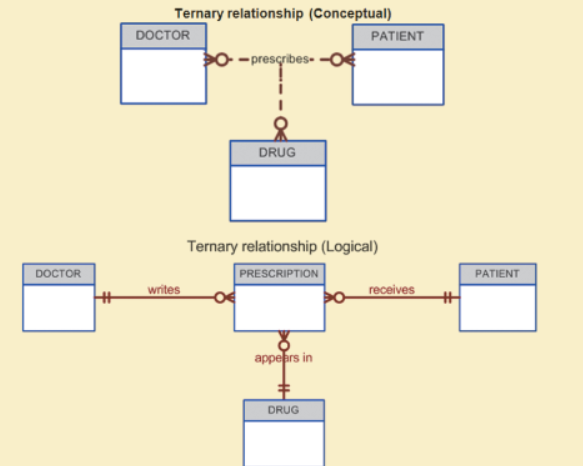 Ternary relationship (Conceptual)
DOCTOR
PATIENT
prescribes
DRUG
Ternary relationship (Logical)
DOCTOR
PRESCRIPTION
PATIENT
writes
receives
appears in
DRUG